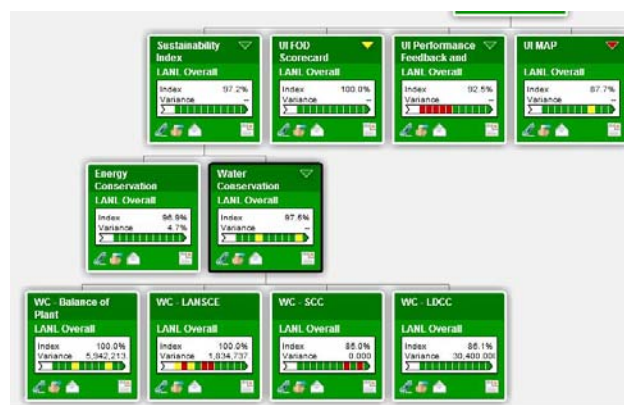 Sustainability
Index
LANL Overall
Index 97.2%
Variance --
UI FOD
Scorecard
LANL Overall
Index 100.0%
Variance --
UI Performance
Feedback and
LANL Overall
Index 92.5%
Variance --
UI MAP
LANL Overall
Index 87.7%
Variance --
Energy
Conservation
LANL Overall
Index 96.9%
Variance 4.7%
Water
Conservation
LANL Overall
Index 97.6%
Variance --
WC - Balance of
Plant
LANL Overall
Index 100.0%
Variance 5,942,213.
WC - LANSCE
LANL Overall
Index 100.0%
Variance 1,834,737
WC - SCC
LANL Overall
Index 85.0%
Variance 0.000
WC - LDCC
LANL Overall
Index 86.1%
Variance 30,400.000